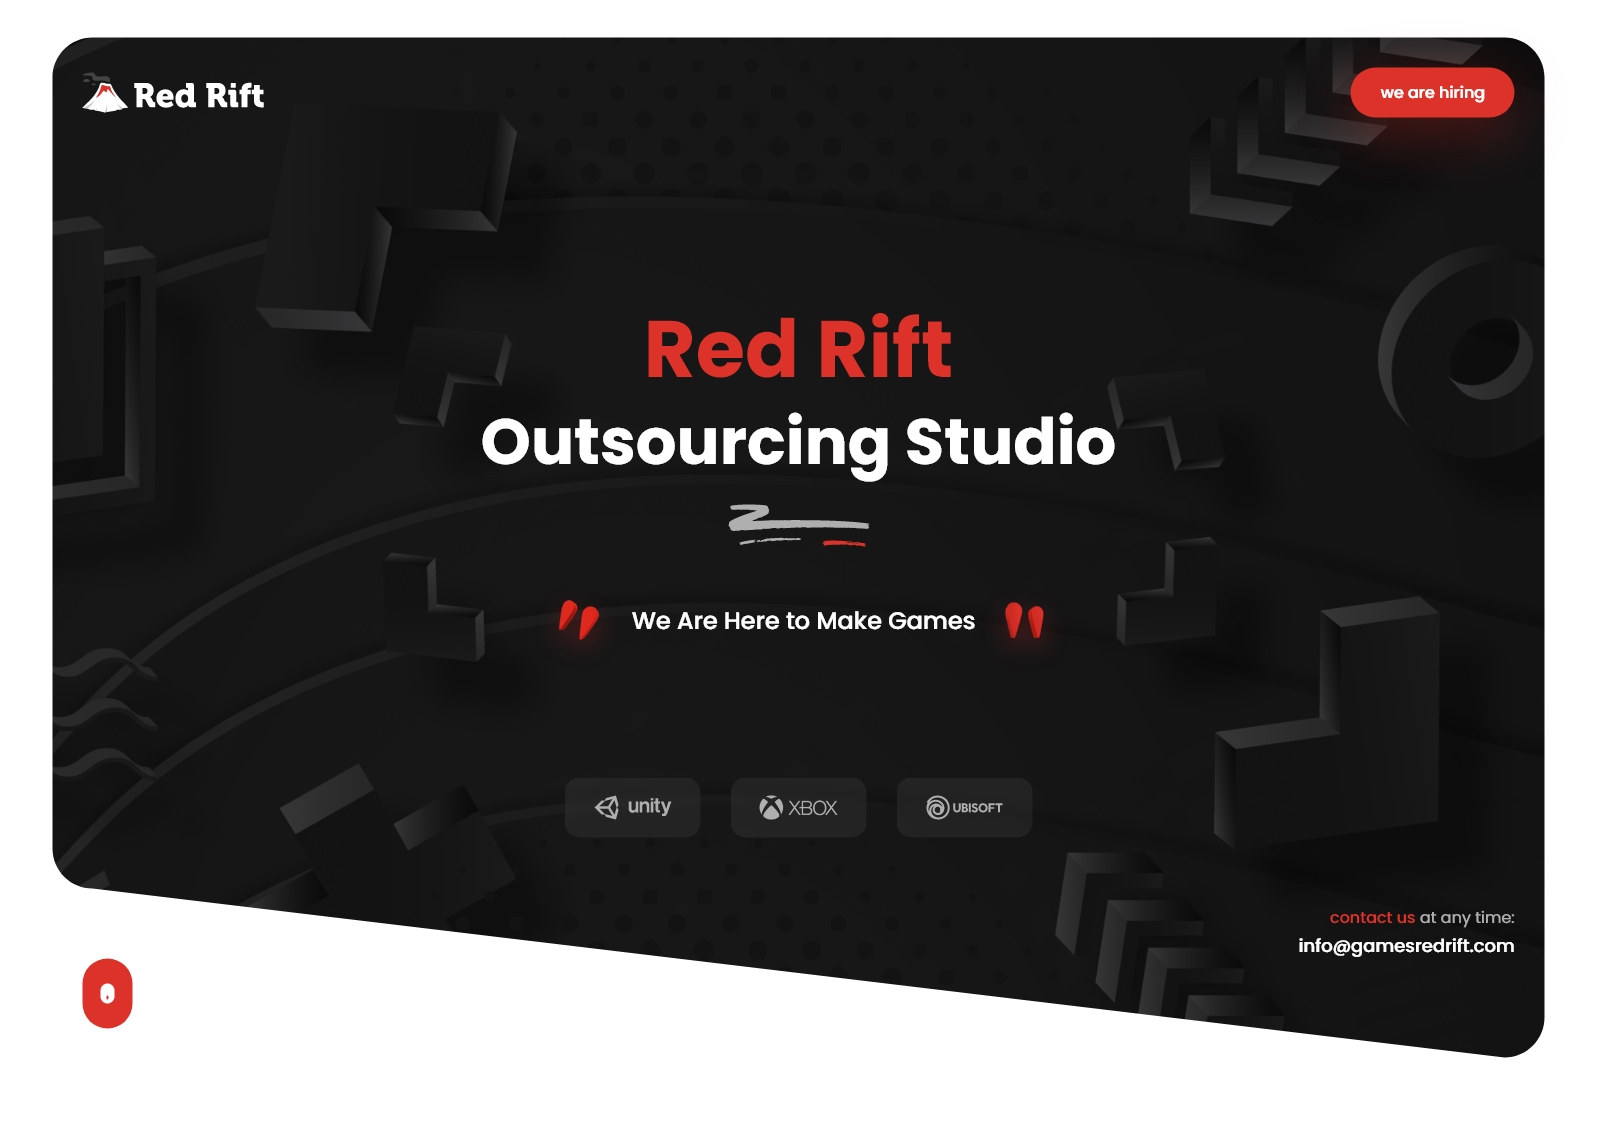 Red Rift
we are hiring
Red Rift
Outsourcing Studio
" We Are Here to Make Games "
unity
XBOX
UBISOFT
contact us at any time:
info@gamesredrift.com